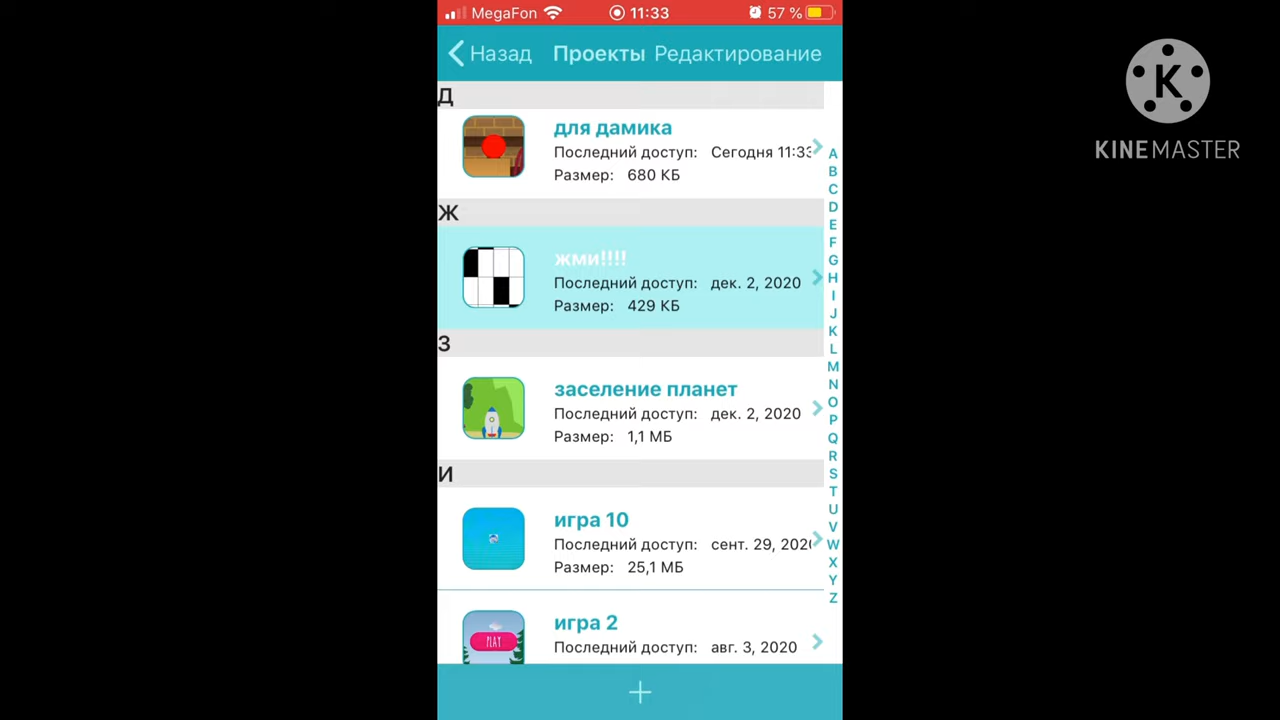 MegaFon 11:33 57 %
Назад Проекты Редактирование
Д
для дамика
Последний доступ: Сегодня 11:33
Размер: 680 КБ
Ж
жми!!!!
Последний доступ: дек. 2, 2020
Размер: 429 КБ
З
заселение планет
Последний доступ: дек. 2, 2020
Размер: 1,1 МБ
И
игра 10
Последний доступ: сент. 29, 2020
Размер: 25,1 МБ
PLAY
игра 2
Последний доступ: авг. 3, 2020
+
A
B
C
D
E
F
G
H
I
J
K
L
M
N
O
P
Q
R
S
T
U
V
W
X
Y
Z
K
KINEMASTER